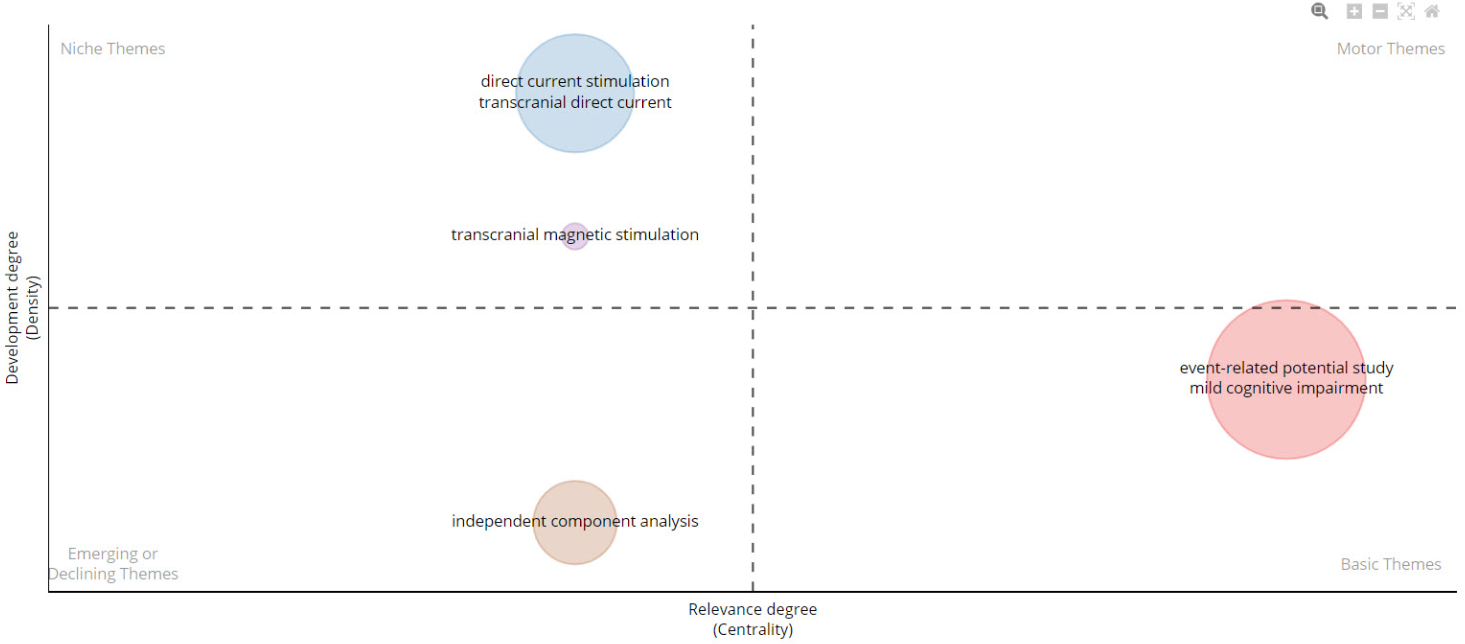 Niche Themes
Motor Themes
direct current stimulation
transcranial direct current
transcranial magnetic stimulation
Development degree
(Density)
event-related potential study
mild cognitive impairment
independent component analysis
Emerging or
Declining Themes
Basic Themes
Relevance degree
(Centrality)